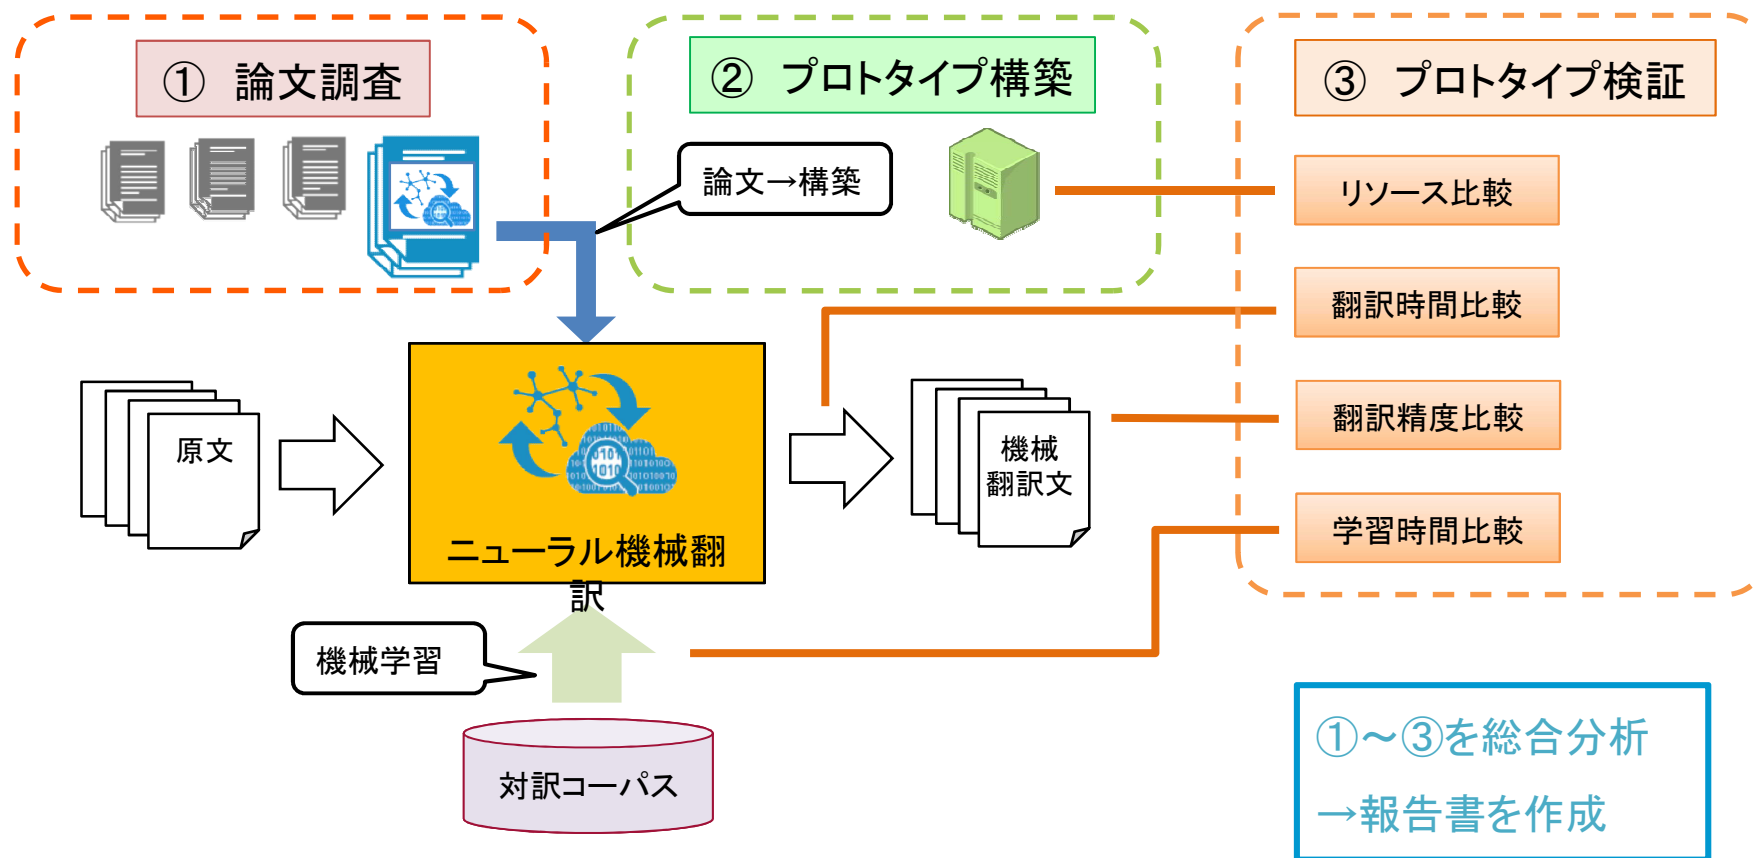 ① 論文調査
② プロトタイプ構築
③ プロトタイプ検証
論文→構築
リソース比較
翻訳時間比較
翻訳精度比較
学習時間比較
原文
ニューラル機械翻
訳
機械
翻訳文
機械学習
対訳コーパス
①～③を総合分析
→報告書を作成